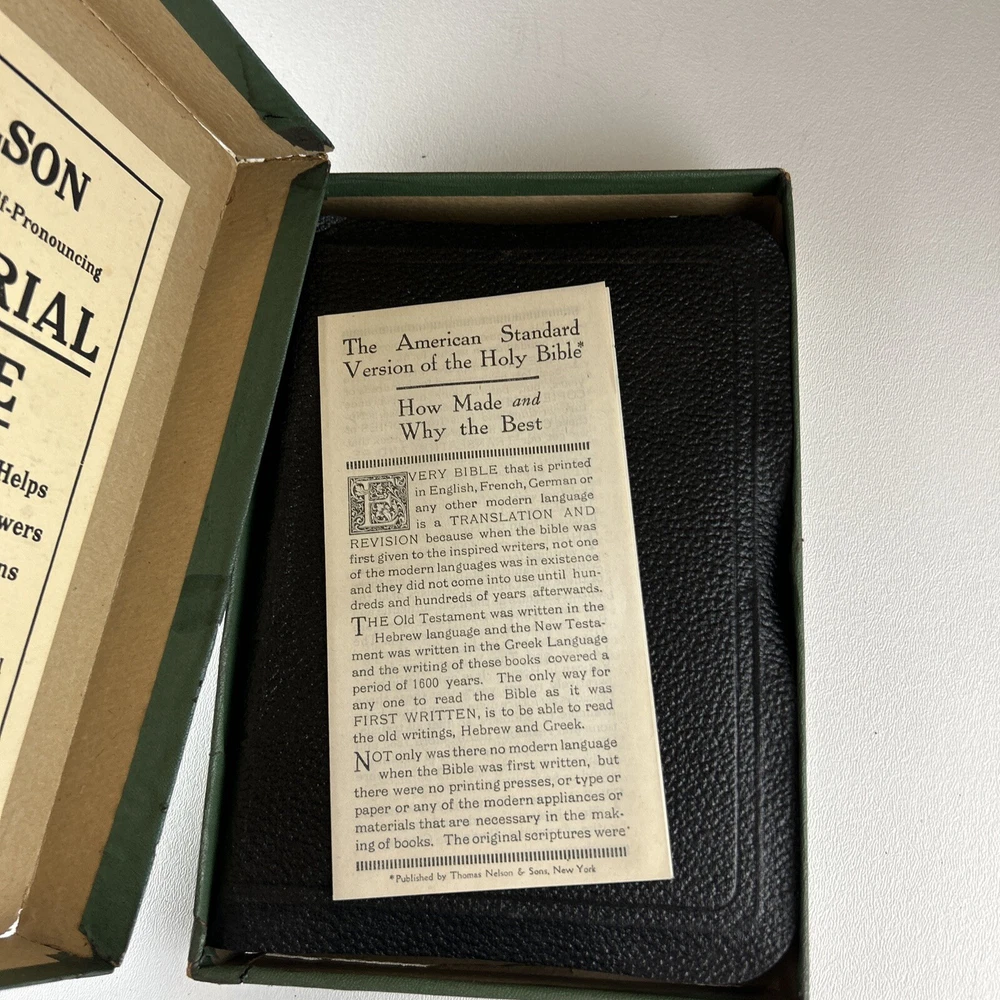 SON
f-Pronouncing
RIAL
E
Helps
wers
ns
The American Standard
Version of the Holy Bible*
How Made and
Why the Best
EVERY BIBLE that is printed
in English, French, German or
any other modern language
is a TRANSLATION AND
REVISION because when the bible was
first given to the inspired writers, not one
of the modern languages was in existence
and they did not come into use until hun-
dreds and hundreds of years afterwards.
THE Old Testament was written in the
Hebrew language and the New Testa-
ment was written in the Greek Language
and the writing of these books covered a
period of 1600 years. The only way for
any one to read the Bible as it was
FIRST WRITTEN, is to be able to read
the old writings, Hebrew and Greek.
NOT only was there no modern language
when the Bible was first written, but
there were no printing presses, or type or
paper or any of the modern appliances or
materials that are necessary in the mak-
ing of books. The original scriptures were
*Published by Thomas Nelson & Sons, New York